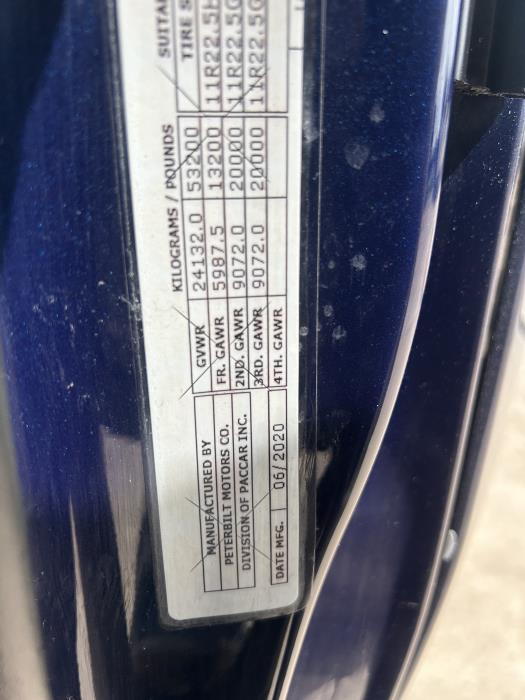 MANUFACTURED BY
PETERBILT MOTORS CO.
DIVISION OF PACCAR INC.
DATE MFG. 06/2020
KILOGRAMS / POUNDS
GVWR 24132.0 53200
FR. GAWR 5987.5 13200 11R22.5
2ND. GAWR 9072.0 20000 11R22.5G
3RD. GAWR 9072.0 20000 11R22.5G
4TH. GAWR
TIRE